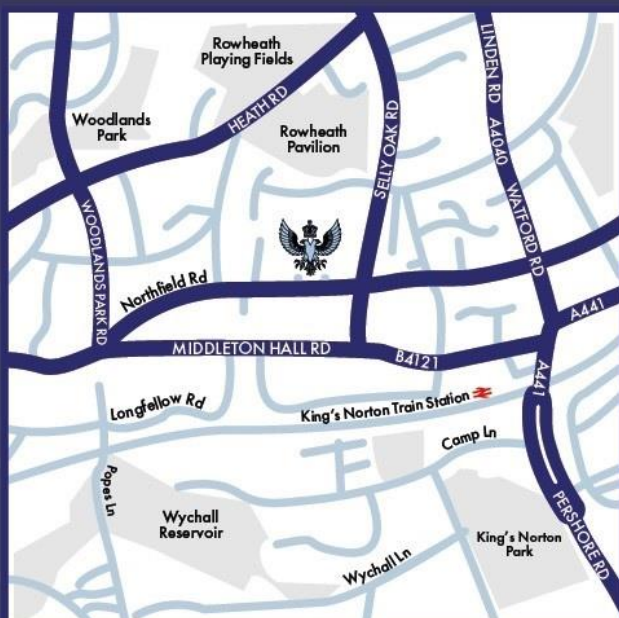 Rowheath
Playing Fields
LINDEN RD
A4040
HEATH RD
Woodlands
Park
Rowheath
Pavilion
SELLY OAK RD
WATFORD RD
WOODLANDS PARK RD
Northfield Rd
A441
MIDDLETON HALL RD
B4121
A441
Longfellow Rd
King's Norton Train Station
Camp Ln
Popes Ln
Wychall
Reservoir
PERSHORE RD
King's Norton
Park
Wychall Ln